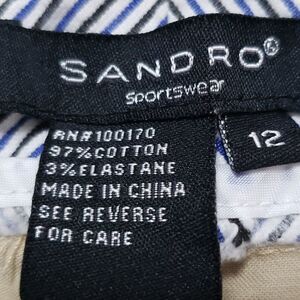 SANDRO®
Sportswear
RN#100170
97%COTTON
3%ELASTANE
MADE IN CHINA
SEE REVERSE
FOR CARE
12